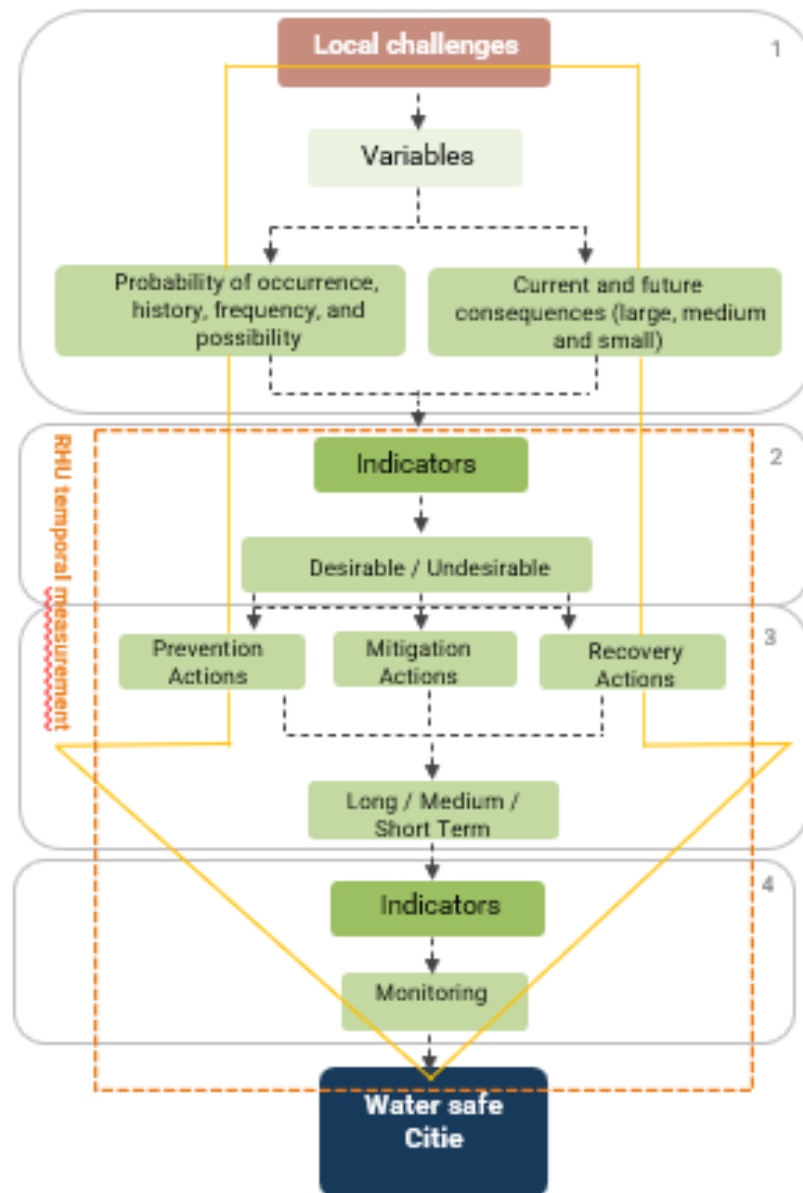 Local challenges
1
Variables
Probability of occurrence,
history, frequency, and
possibility
Current and future
consequences (large, medium
and small)
RHU temporal measurement
2
Indicators
Desirable / Undesirable
3
Prevention
Actions
Mitigation
Actions
Recovery
Actions
Long / Medium /
Short Term
4
Indicators
Monitoring
Water safe
Citie